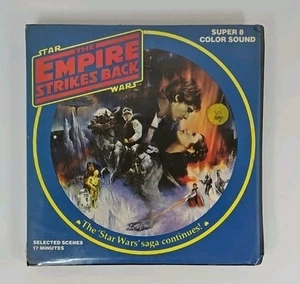 STAR
THE
EMPIRE
STRIKES BACK
WARS
SUPER 8
COLOR SOUND
The 'Star Wars' saga continues!
SELECTED SCENES
17 MINUTES